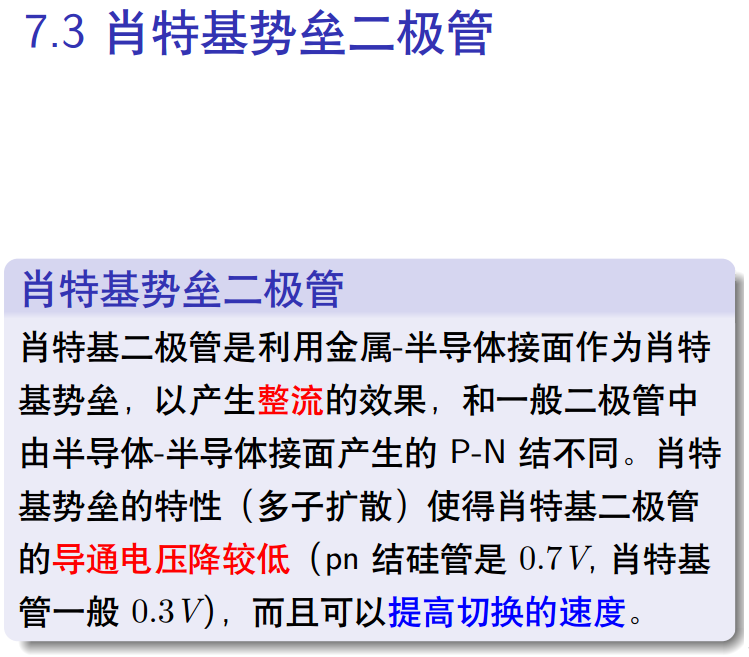 7.3 肖特基势垒二极管
肖特基势垒二极管
肖特基二极管是利用金属-半导体接面作为肖特
基势垒，以产生整流的效果，和一般二极管中
由半导体-半导体接面产生的 P-N 结不同。肖特
基势垒的特性（多子扩散）使得肖特基二极管
的导通电压降较低（pn 结硅管是 0.7V, 肖特基
管一般 0.3V)，而且可以提高切换的速度。